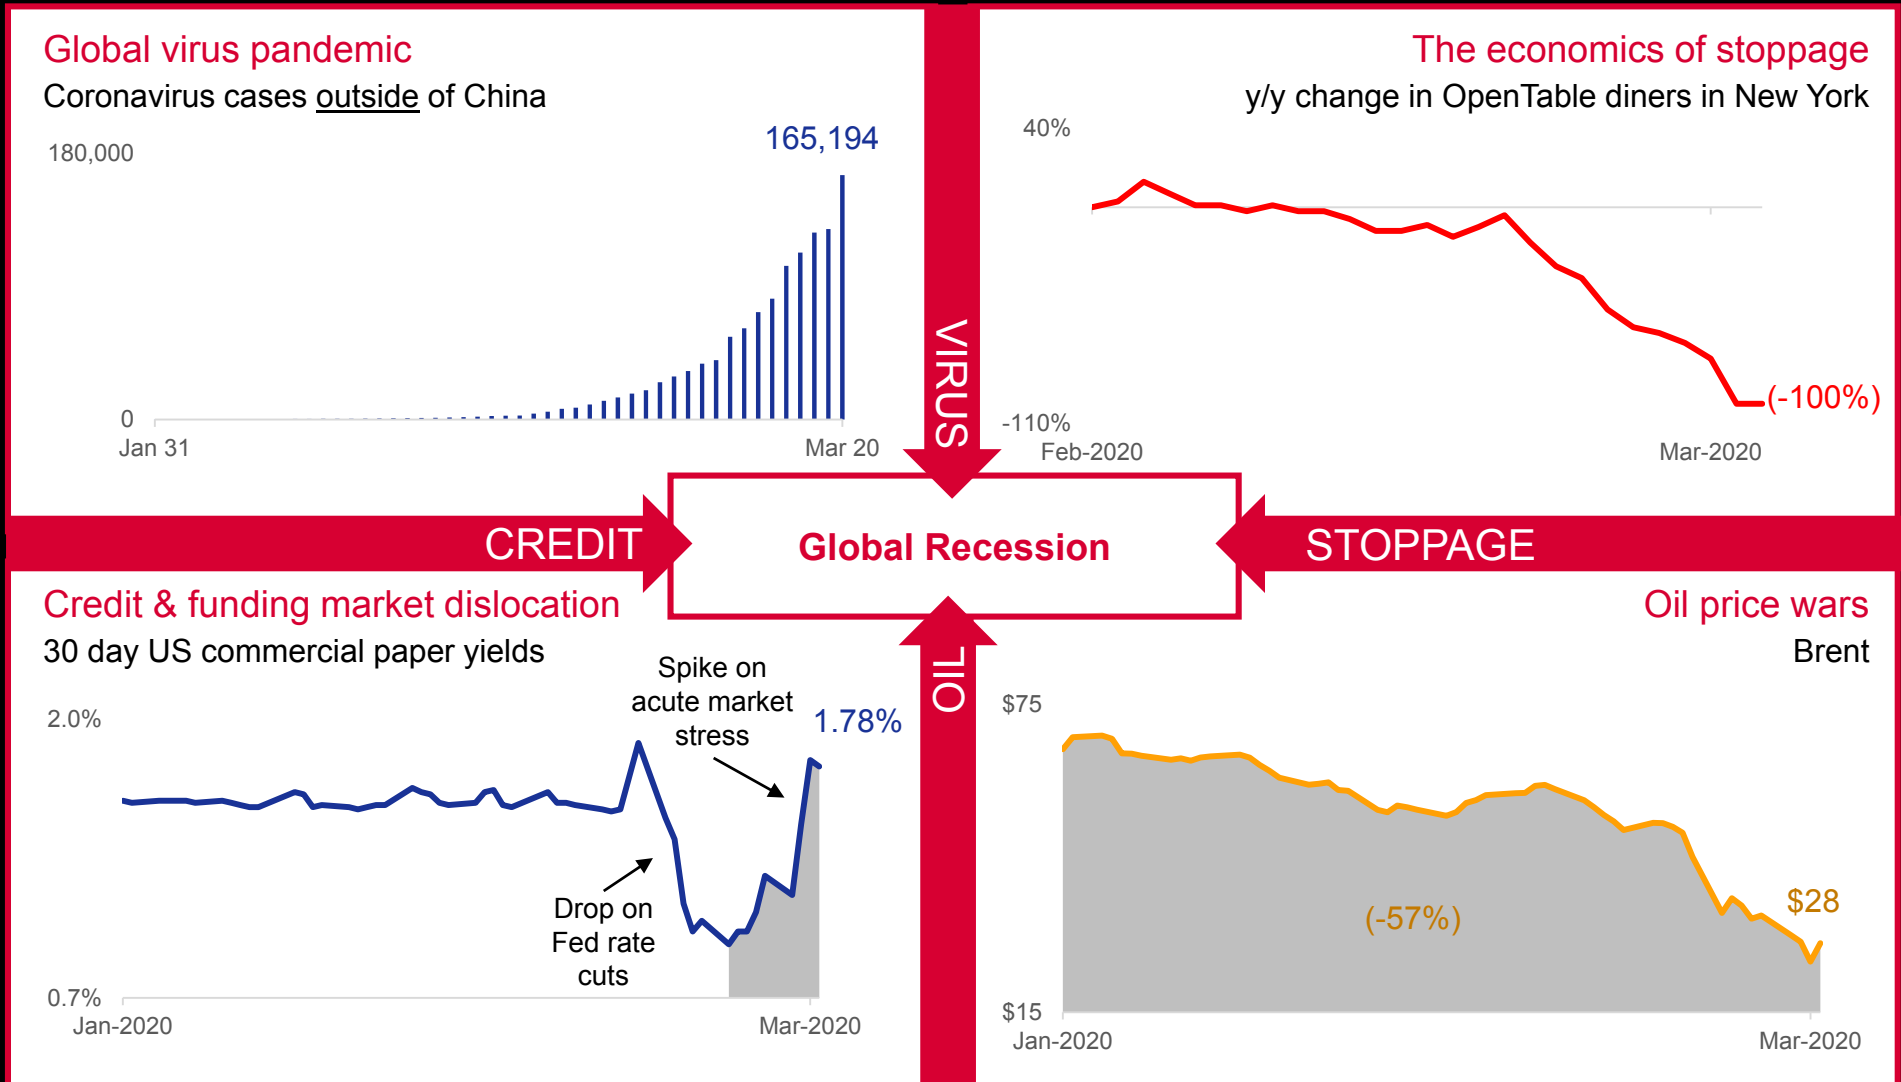 Global virus pandemic
Coronavirus cases outside of China
165,194
180,000
0
Jan 31
Mar 20
The economics of stoppage
y/y change in OpenTable diners in New York
40%
(-100%)
-110%
Feb-2020
Mar-2020
VIRUS
CREDIT
Global Recession
STOPPAGE
OIL
Credit & funding market dislocation
30 day US commercial paper yields
Spike on
acute market
stress
1.78%
2.0%
Drop on
Fed rate
cuts
0.7%
Jan-2020
Mar-2020
Oil price wars
Brent
$75
$28
(-57%)
$15
Jan-2020
Mar-2020